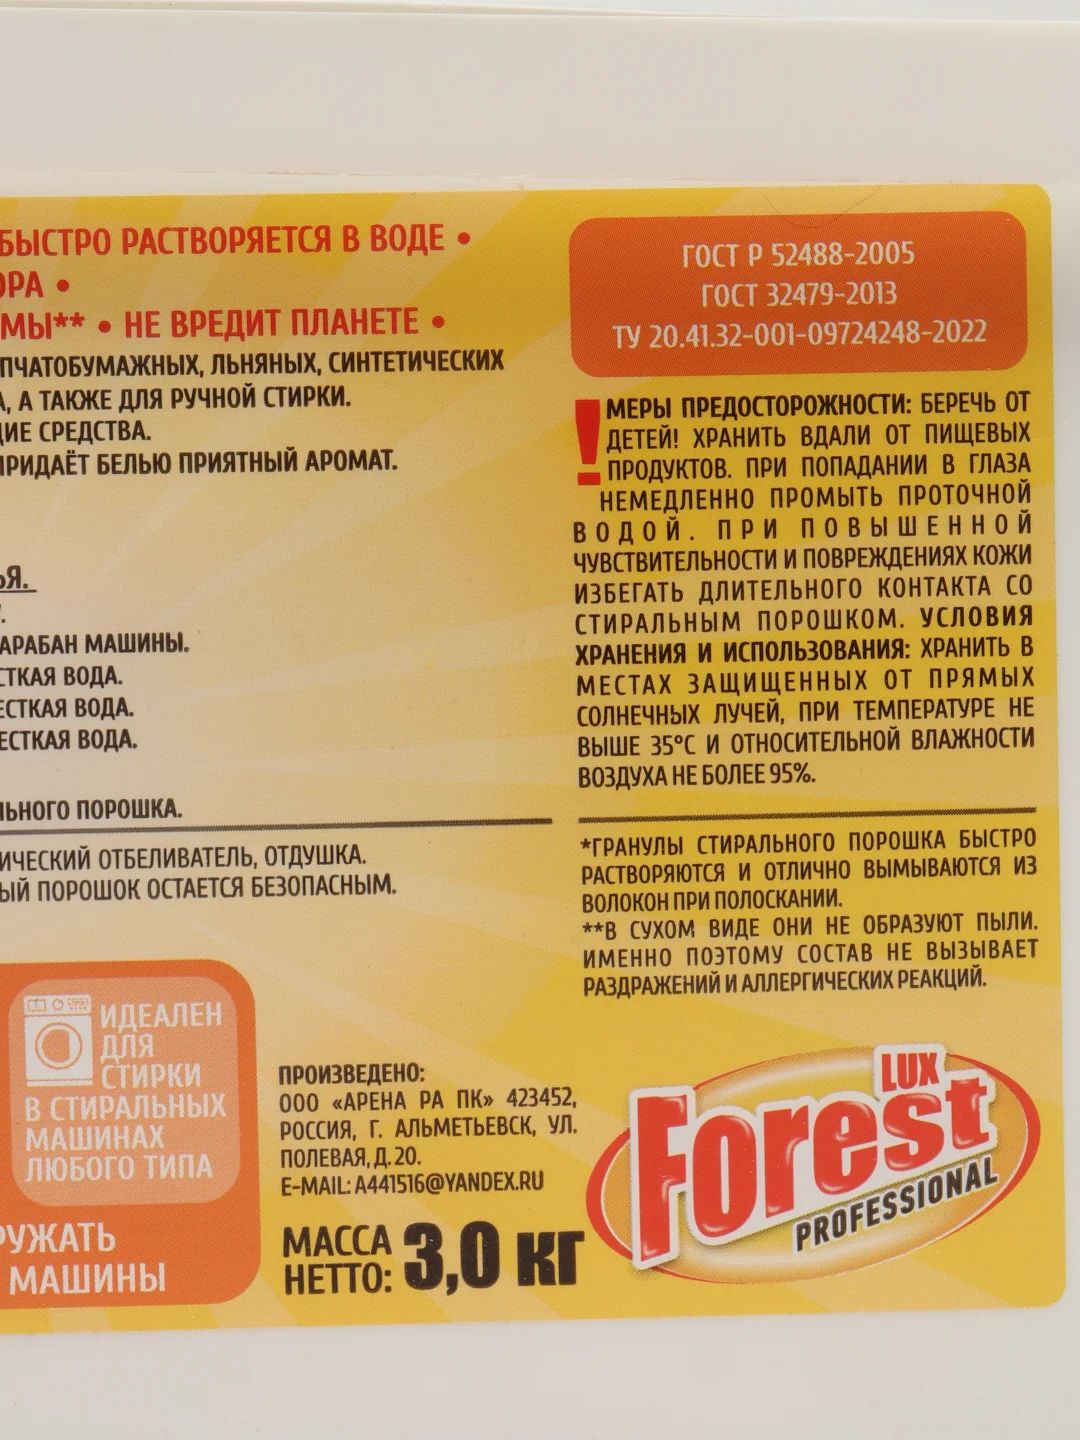 БЫСТРО РАСТВОРЯЕТСЯ В ВОДЕ •
ОРА •
МЫ** • НЕ ВРЕДИТ ПЛАНЕТЕ •
ПЧАТОБУМАЖНЫХ, ЛЬНЯНЫХ, СИНТЕТИЧЕСКИХ
А, А ТАКЖЕ ДЛЯ РУЧНОЙ СТИРКИ.
ЩИЕ СРЕДСТВА.
ПРИДАЁТ БЕЛЬЮ ПРИЯТНЫЙ АРОМАТ.
ЬЯ.
АРАБАН МАШИНЫ.
СТКАЯ ВОДА.
ЕСТКАЯ ВОДА.
ЕСТКАЯ ВОДА.
ЛЬНОГО ПОРОШКА.
ИЧЕСКИЙ ОТБЕЛИВАТЕЛЬ, ОТДУШКА.
ЫЙ ПОРОШОК ОСТАЕТСЯ БЕЗОПАСНЫМ.
ИДЕАЛЕН
ДЛЯ
СТИРКИ
В СТИРАЛЬНЫХ
МАШИНАХ
ЛЮБОГО ТИПА
РУЖАТЬ
МАШИНЫ
ПРОИЗВЕДЕНО:
ООО «АРЕНА РА ПК» 423452,
РОССИЯ, Г. АЛЬМЕТЬЕВСК, УЛ.
ПОЛЕВАЯ, Д. 20.
E-MAIL: A441516@YANDEX.RU
МАССА
НЕТТО: 3,0 кг
ГОСТ Р 52488-2005
ГОСТ 32479-2013
ТУ 20.41.32-001-09724248-2022
! МЕРЫ ПРЕДОСТОРОЖНОСТИ: БЕРЕЧЬ ОТ
ДЕТЕЙ! ХРАНИТЬ ВДАЛИ ОТ ПИЩЕВЫХ
ПРОДУКТОВ. ПРИ ПОПАДАНИИ В ГЛАЗА
НЕМЕДЛЕННО ПРОМЫТЬ ПРОТОЧНОЙ
ВОДОЙ. ПРИ ПОВЫШЕННОЙ
ЧУВСТВИТЕЛЬНОСТИ И ПОВРЕЖДЕНИЯХ КОЖИ
ИЗБЕГАТЬ ДЛИТЕЛЬНОГО КОНТАКТА СО
СТИРАЛЬНЫМ ПОРОШКОМ. УСЛОВИЯ
ХРАНЕНИЯ И ИСПОЛЬЗОВАНИЯ: ХРАНИТЬ В
МЕСТАХ ЗАЩИЩЕННЫХ ОТ ПРЯМЫХ
СОЛНЕЧНЫХ ЛУЧЕЙ, ПРИ ТЕМПЕРАТУРЕ НЕ
ВЫШЕ 35°С И ОТНОСИТЕЛЬНОЙ ВЛАЖНОСТИ
ВОЗДУХА НЕ БОЛЕЕ 95%.
*ГРАНУЛЫ СТИРАЛЬНОГО ПОРОШКА БЫСТРО
РАСТВОРЯЮТСЯ И ОТЛИЧНО ВЫМЫВАЮТСЯ ИЗ
ВОЛОКОН ПРИ ПОЛОСКАНИИ.
**В СУХОМ ВИДЕ ОНИ НЕ ОБРАЗУЮТ ПЫЛИ.
ИМЕННО ПОЭТОМУ СОСТАВ НЕ ВЫЗЫВАЕТ
РАЗДРАЖЕНИЙ И АЛЛЕРГИЧЕСКИХ РЕАКЦИЙ.
LUX
Forest
PROFESSIONAL